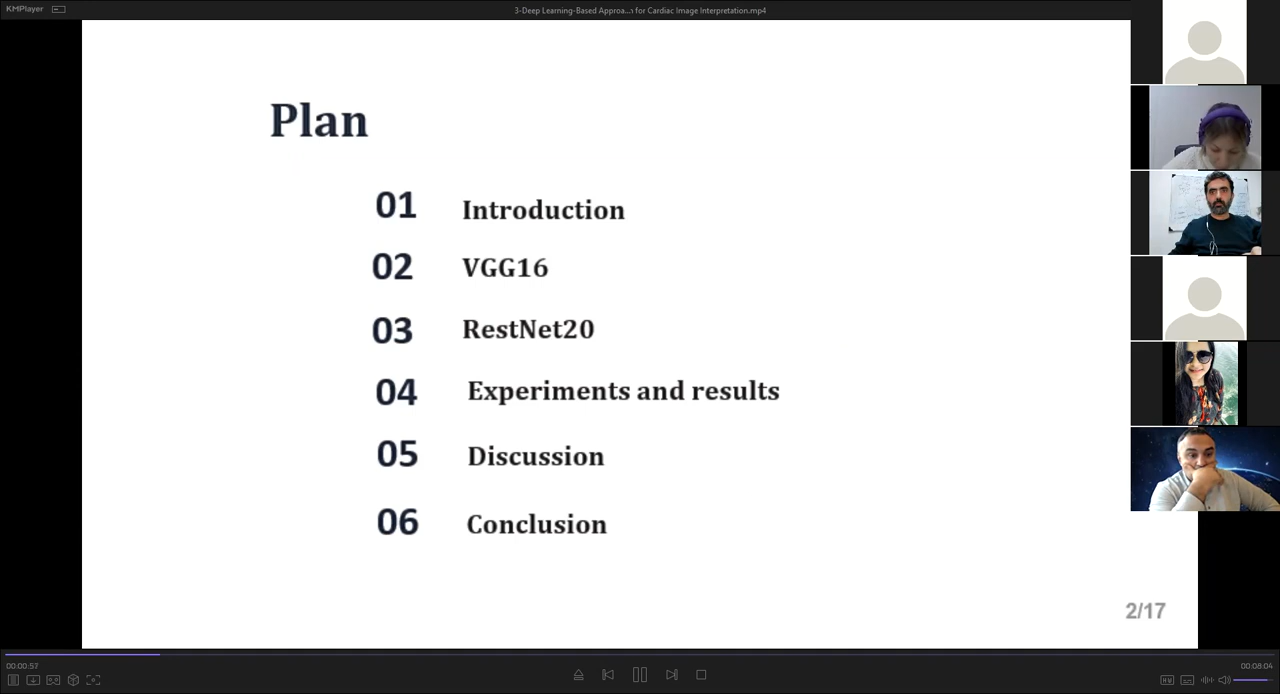 KMPlayer
3-Deep Learning-Based Approa...n for Cardiac Image Interpretation.mp4
Plan
01 Introduction
02 VGG16
03 RestNet20
04 Experiments and results
05 Discussion
06 Conclusion
2/17
00:00:57
00:08:04